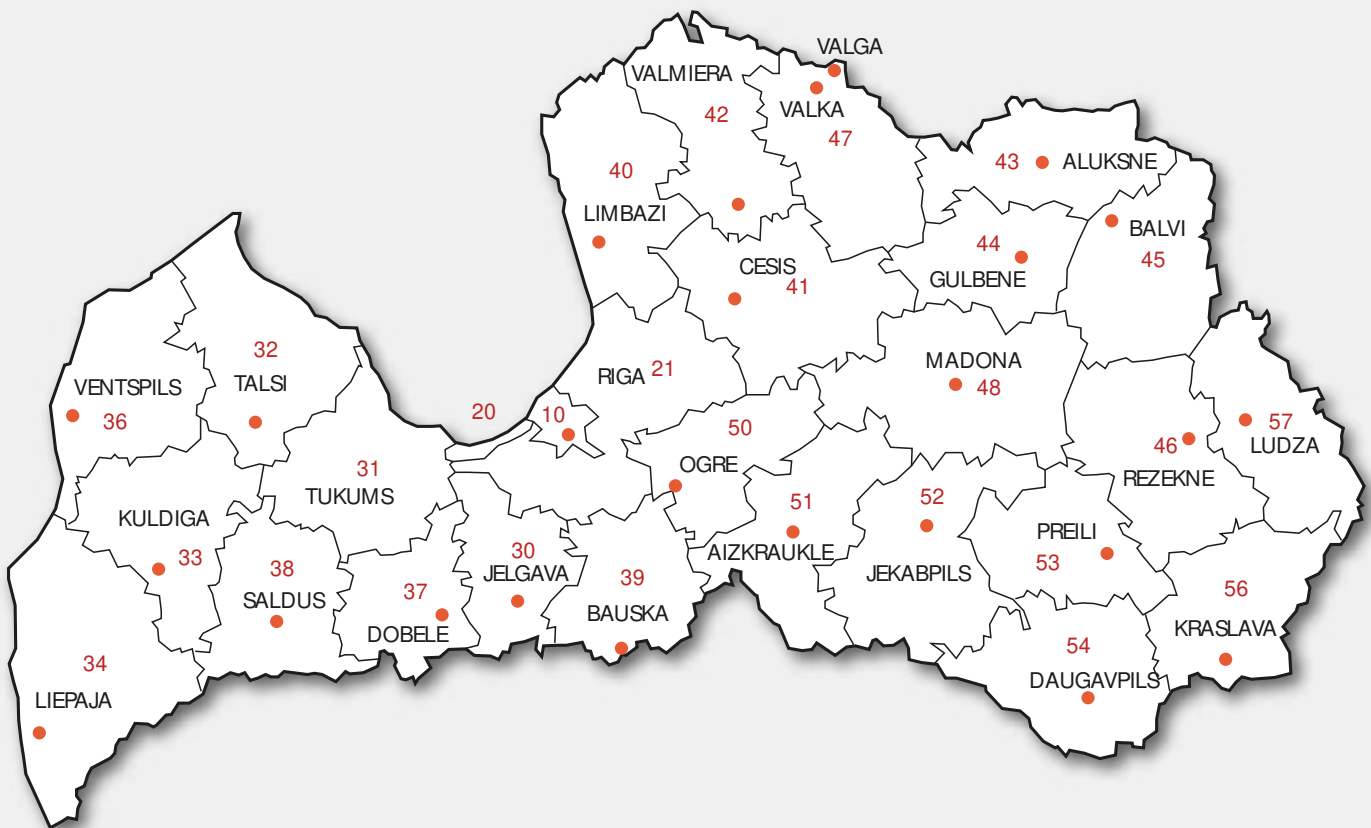 VALGA
VALMIERA
VALKA
42
47
43
ALUKSNE
40
LIMBAZI
BALVI
44
45
CESIS
GULBENE
41
32
TALSI
RIGA
21
MADONA
48
VENTSPILS
36
20
10
50
57
LUDZA
46
REZEKNE
31
TUKUMS
OGRE
51
52
KULDIGA
PREILI
33
30
AIZKRAUKLE
53
38
JELGAVA
39
JEKABPILS
SALDUS
37
BAUSKA
56
DOBELE
KRASLAVA
34
54
LIEPAJA
DAUGAVPILS